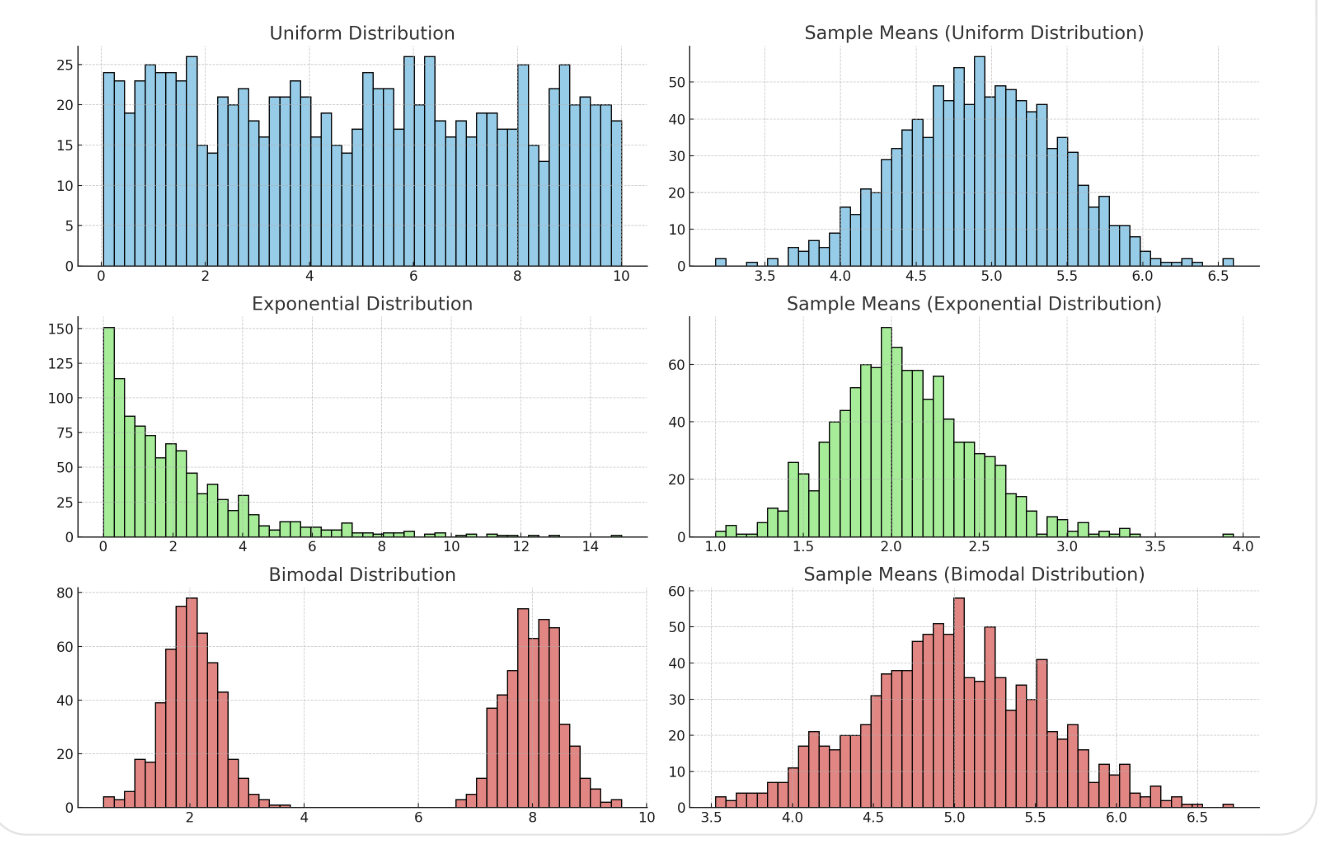 Uniform Distribution
25
20
15
10
5
0
0 2 4 6 8 10
Sample Means (Uniform Distribution)
50
40
30
20
10
0
3.5 4.0 4.5 5.0 5.5 6.0 6.5
Exponential Distribution
150
125
100
75
50
25
0
0 2 4 6 8 10 12 14
Sample Means (Exponential Distribution)
60
40
20
0
1.0 1.5 2.0 2.5 3.0 3.5 4.0
Bimodal Distribution
80
60
40
20
0
2 4 6 8 10
Sample Means (Bimodal Distribution)
60
50
40
30
20
10
0
3.5 4.0 4.5 5.0 5.5 6.0 6.5